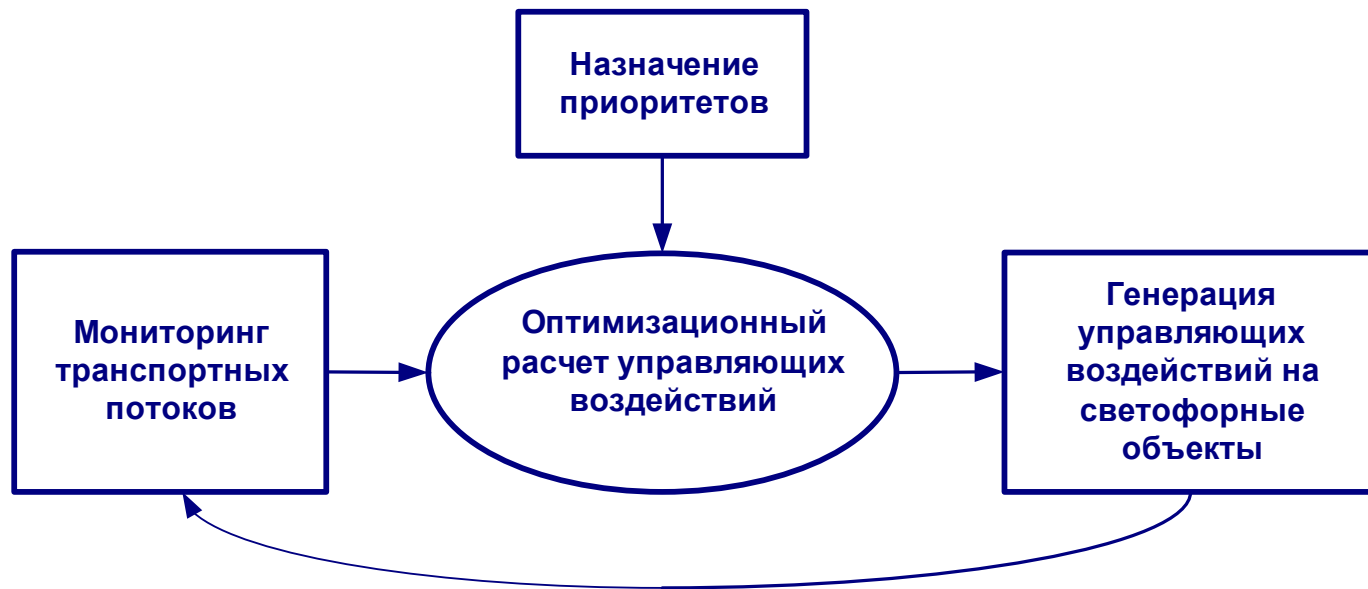 Назначение
приоритетов
Мониторинг
транспортных
потоков
Оптимизационный
расчет управляющих
воздействий
Генерация
управляющих
воздействий на
светофорные
объекты